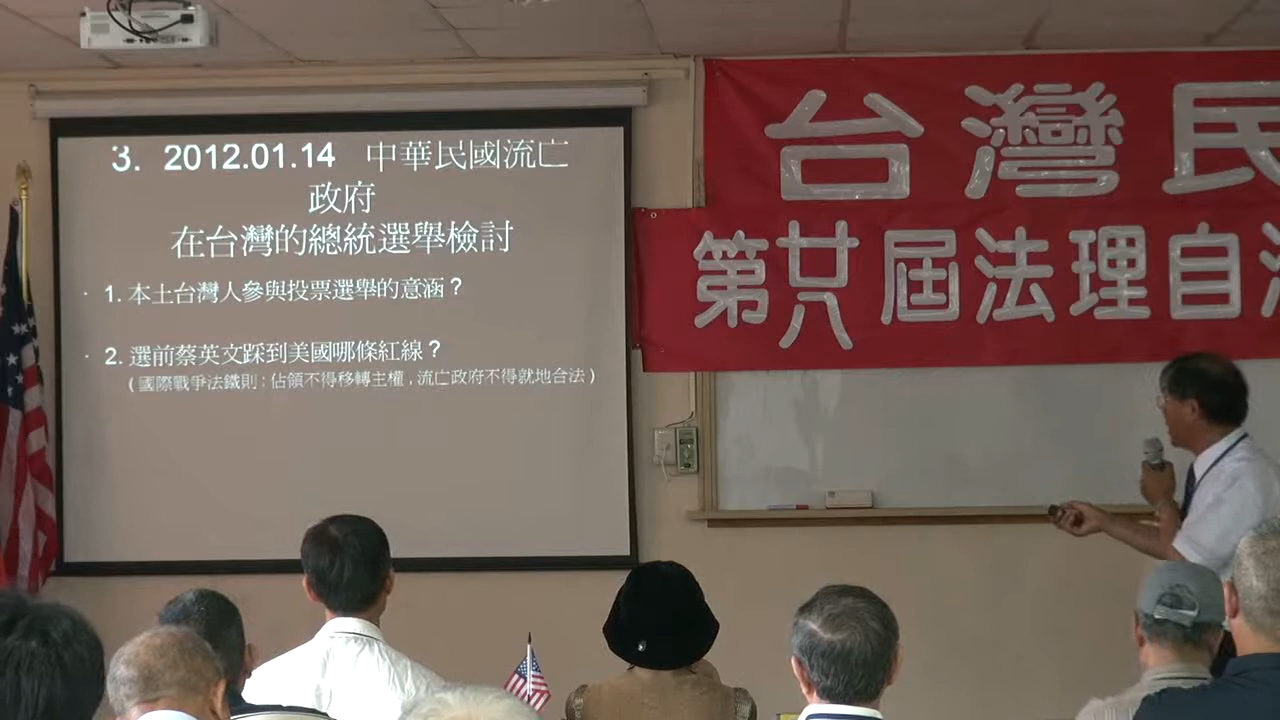 3. 2012.01.14 中華民國流亡
政府
在台灣的總統選舉檢討
· 1. 本土台灣人參與投票選舉的意涵？
· 2. 選前蔡英文踩到美國哪條紅線？
（國際戰爭法鐵則：佔領不得移轉主權，流亡政府不得就地合法）
台灣民
第廿八屆法理自治